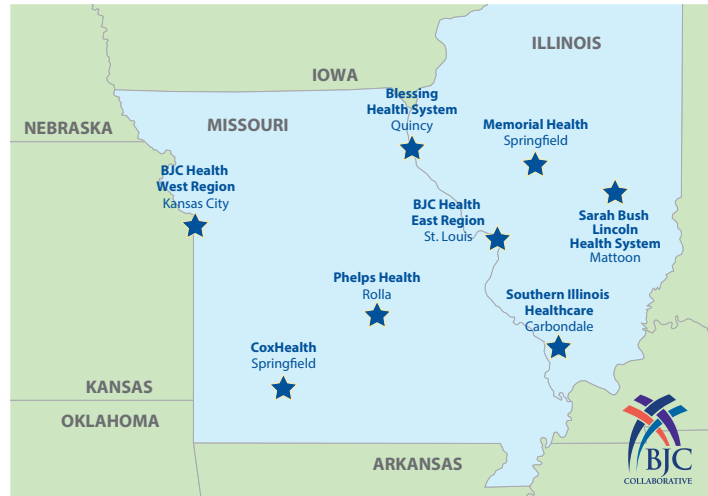 ILLINOIS
IOWA
NEBRASKA
MISSOURI
Blessing
Health System
Quincy
Memorial Health
Springfield
BJC Health
West Region
Kansas City
BJC Health
East Region
St. Louis
Sarah Bush
Lincoln
Health System
Mattoon
Phelps Health
Rolla
Southern Illinois
Healthcare
Carbondale
CoxHealth
Springfield
KANSAS
OKLAHOMA
ARKANSAS
BJC
COLLABORATIVE